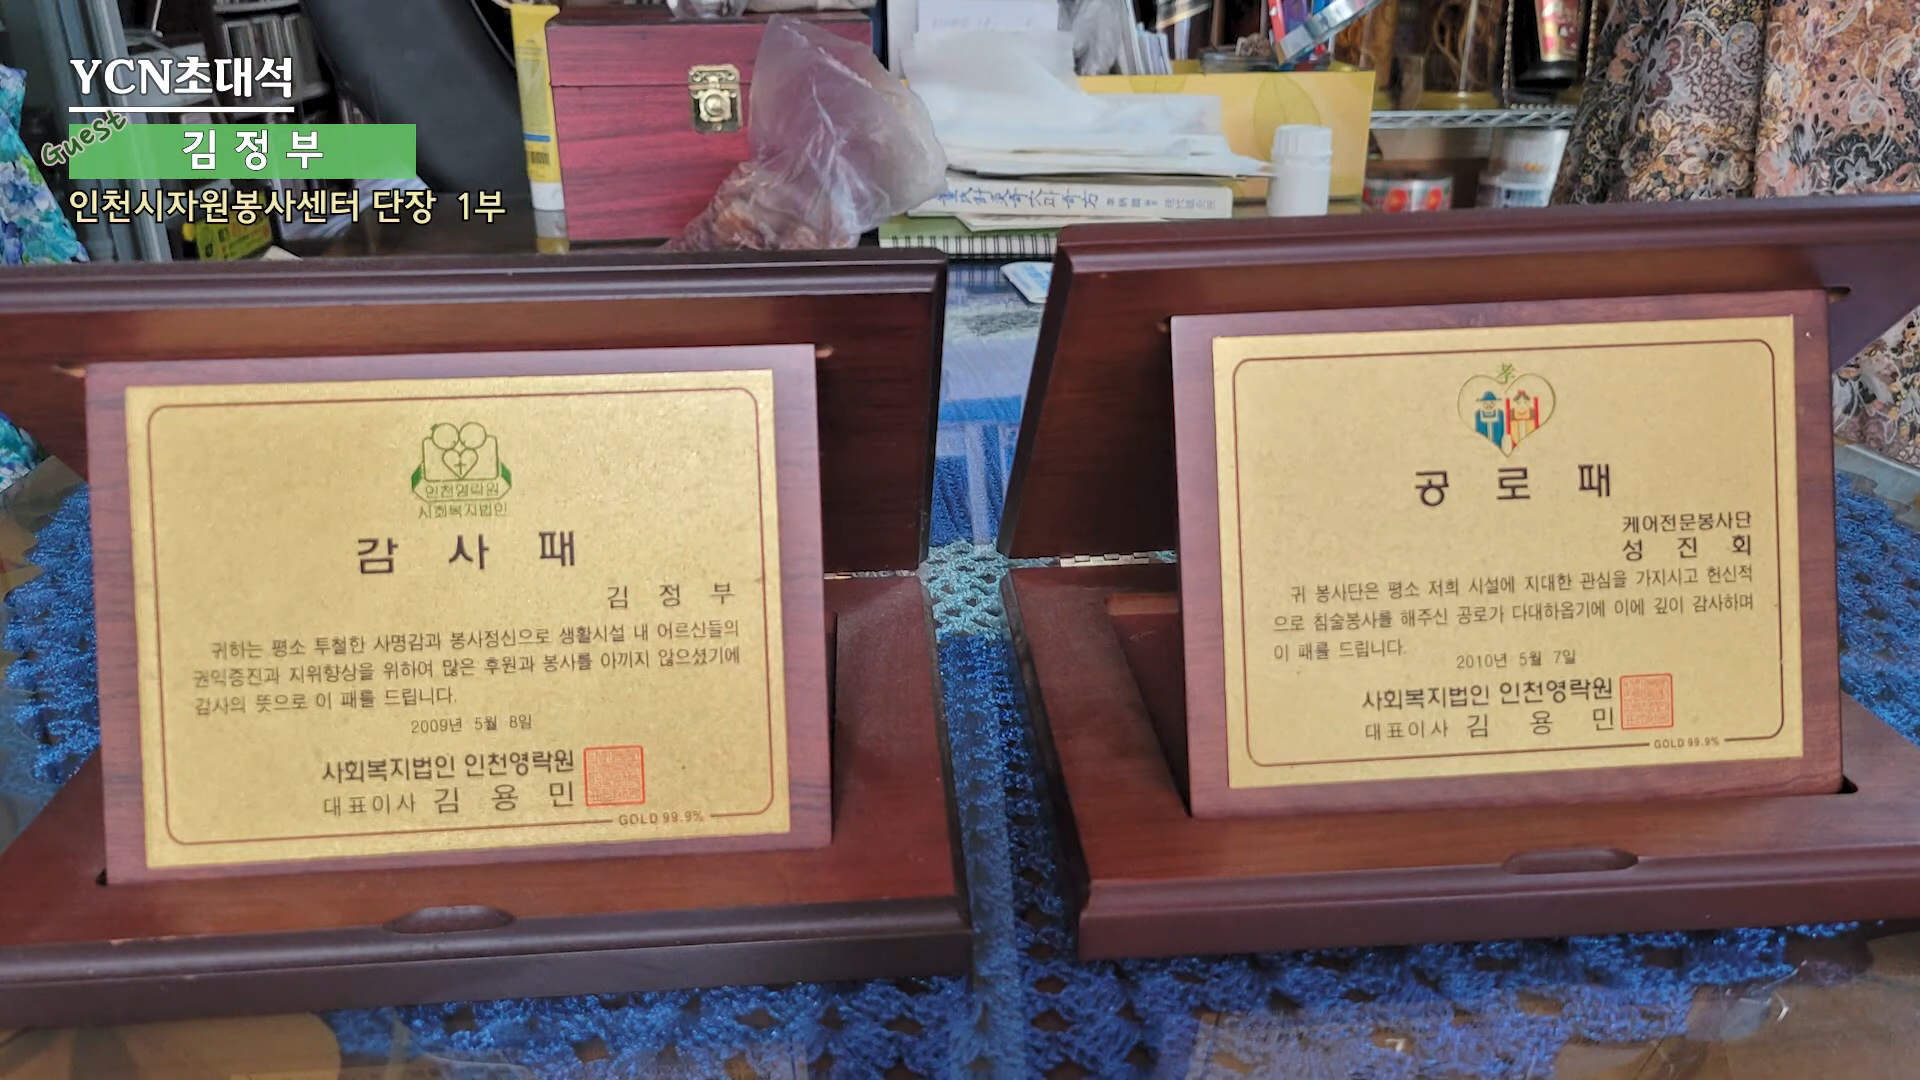 YCN초대석
Guest
김정부
인천시자원봉사센터 단장 1부
인천영락원
사회복지법인
감 사 패
김 정 부
귀하는 평소 투철한 사명감과 봉사정신으로 생활시설 내 어르신들의
권익증진과 지위향상을 위하여 많은 후원과 봉사를 아끼지 않으셨기에
감사의 뜻으로 이 패를 드립니다.
2009년 5월 8일
사회복지법인 인천영락원
대표이사 김 용 민
GOLD 99.9%
孝
공 로 패
케어전문봉사단
성 진 회
귀 봉사단은 평소 저희 시설에 지대한 관심을 가지시고 헌신적
으로 침술봉사를 해주신 공로가 다대하옵기에 이에 깊이 감사하며
이 패를 드립니다.
2010년 5월 7일
사회복지법인 인천영락원
대표이사 김 용 민
GOLD 99.9%